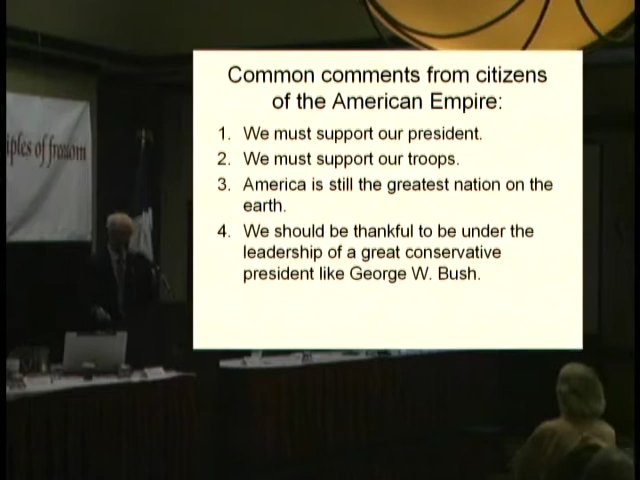 Common comments from citizens
of the American Empire:
1. We must support our president.
2. We must support our troops.
3. America is still the greatest nation on the
earth.
4. We should be thankful to be under the
leadership of a great conservative
president like George W. Bush.
iples of freedom